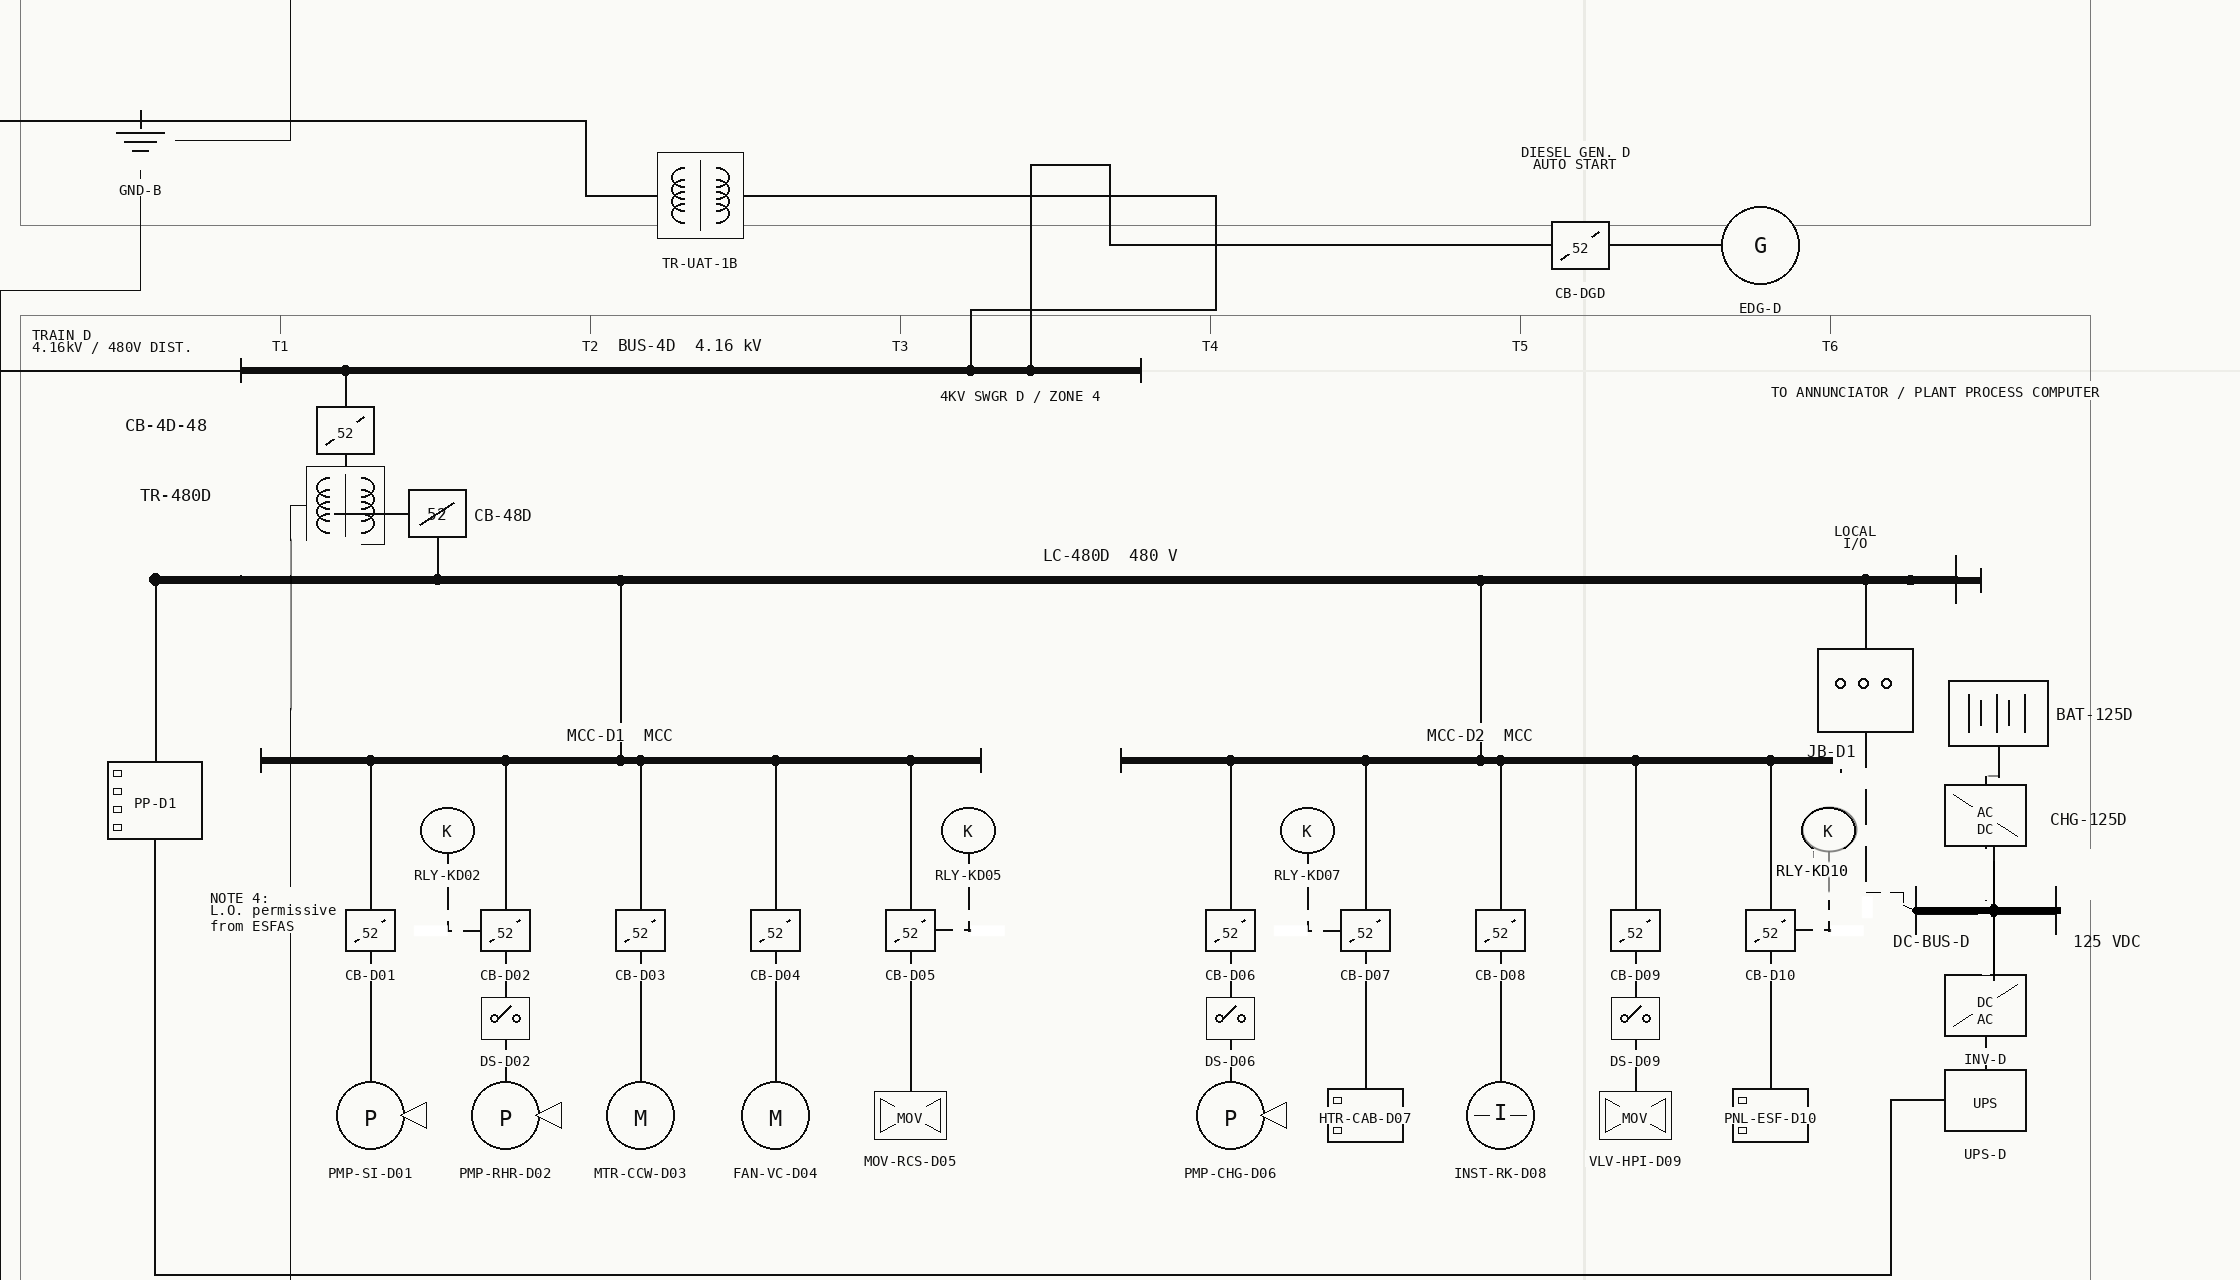 DIESEL GEN. D
AUTO START
GND-B
52
G
TR-UAT-1B
CB-DGD
EDG-D
TRAIN D
4.16kV / 480V DIST.
T1
T2
BUS-4D  4.16 kV
T3
T4
T5
T6
4KV SWGR D / ZONE 4
TO ANNUNCIATOR / PLANT PROCESS COMPUTER
CB-4D-48
52
TR-480D
52
CB-48D
LOCAL
I/O
LC-480D  480 V
BAT-125D
MCC-D1  MCC
MCC-D2  MCC
JB-D1
PP-D1
AC
DC
CHG-125D
K
K
K
K
RLY-KD02
RLY-KD05
RLY-KD07
RLY-KD10
NOTE 4:
L.O. permissive
from ESFAS
52
52
52
52
52
52
52
52
52
52
DC-BUS-D
125 VDC
CB-D01
CB-D02
CB-D03
CB-D04
CB-D05
CB-D06
CB-D07
CB-D08
CB-D09
CB-D10
DC
AC
DS-D02
DS-D06
DS-D09
INV-D
P
P
M
M
MOV
P
HTR-CAB-D07
I
MOV
PNL-ESF-D10
UPS
UPS-D
PMP-SI-D01
PMP-RHR-D02
MTR-CCW-D03
FAN-VC-D04
MOV-RCS-D05
PMP-CHG-D06
INST-RK-D08
VLV-HPI-D09